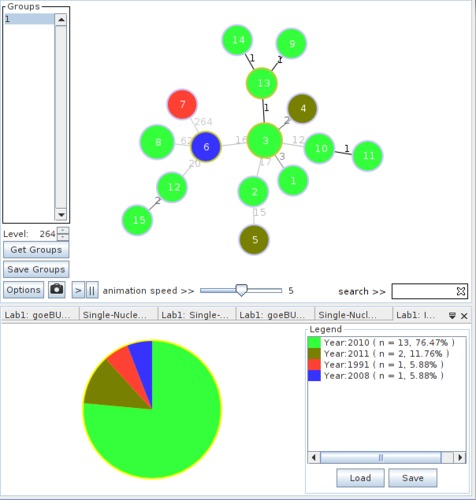 Groups
1
Level: 264
Get Groups
Save Groups
Options
> ||
animation speed >>
5
search >>
14
9
1
1
13
7
1
4
264
2
8
62
6
16
3
12
10
1
11
20
17
3
12
2
1
2
15
15
5
Lab1: goeBU...
Single-Nucle...
Lab1: Single-...
Lab1: goeBU...
Single-Nucl...
Lab1: I...
Legend
Year:2010 ( n = 13, 76.47% )
Year:2011 ( n = 2, 11.76% )
Year:1991 ( n = 1, 5.88% )
Year:2008 ( n = 1, 5.88% )
Load
Save